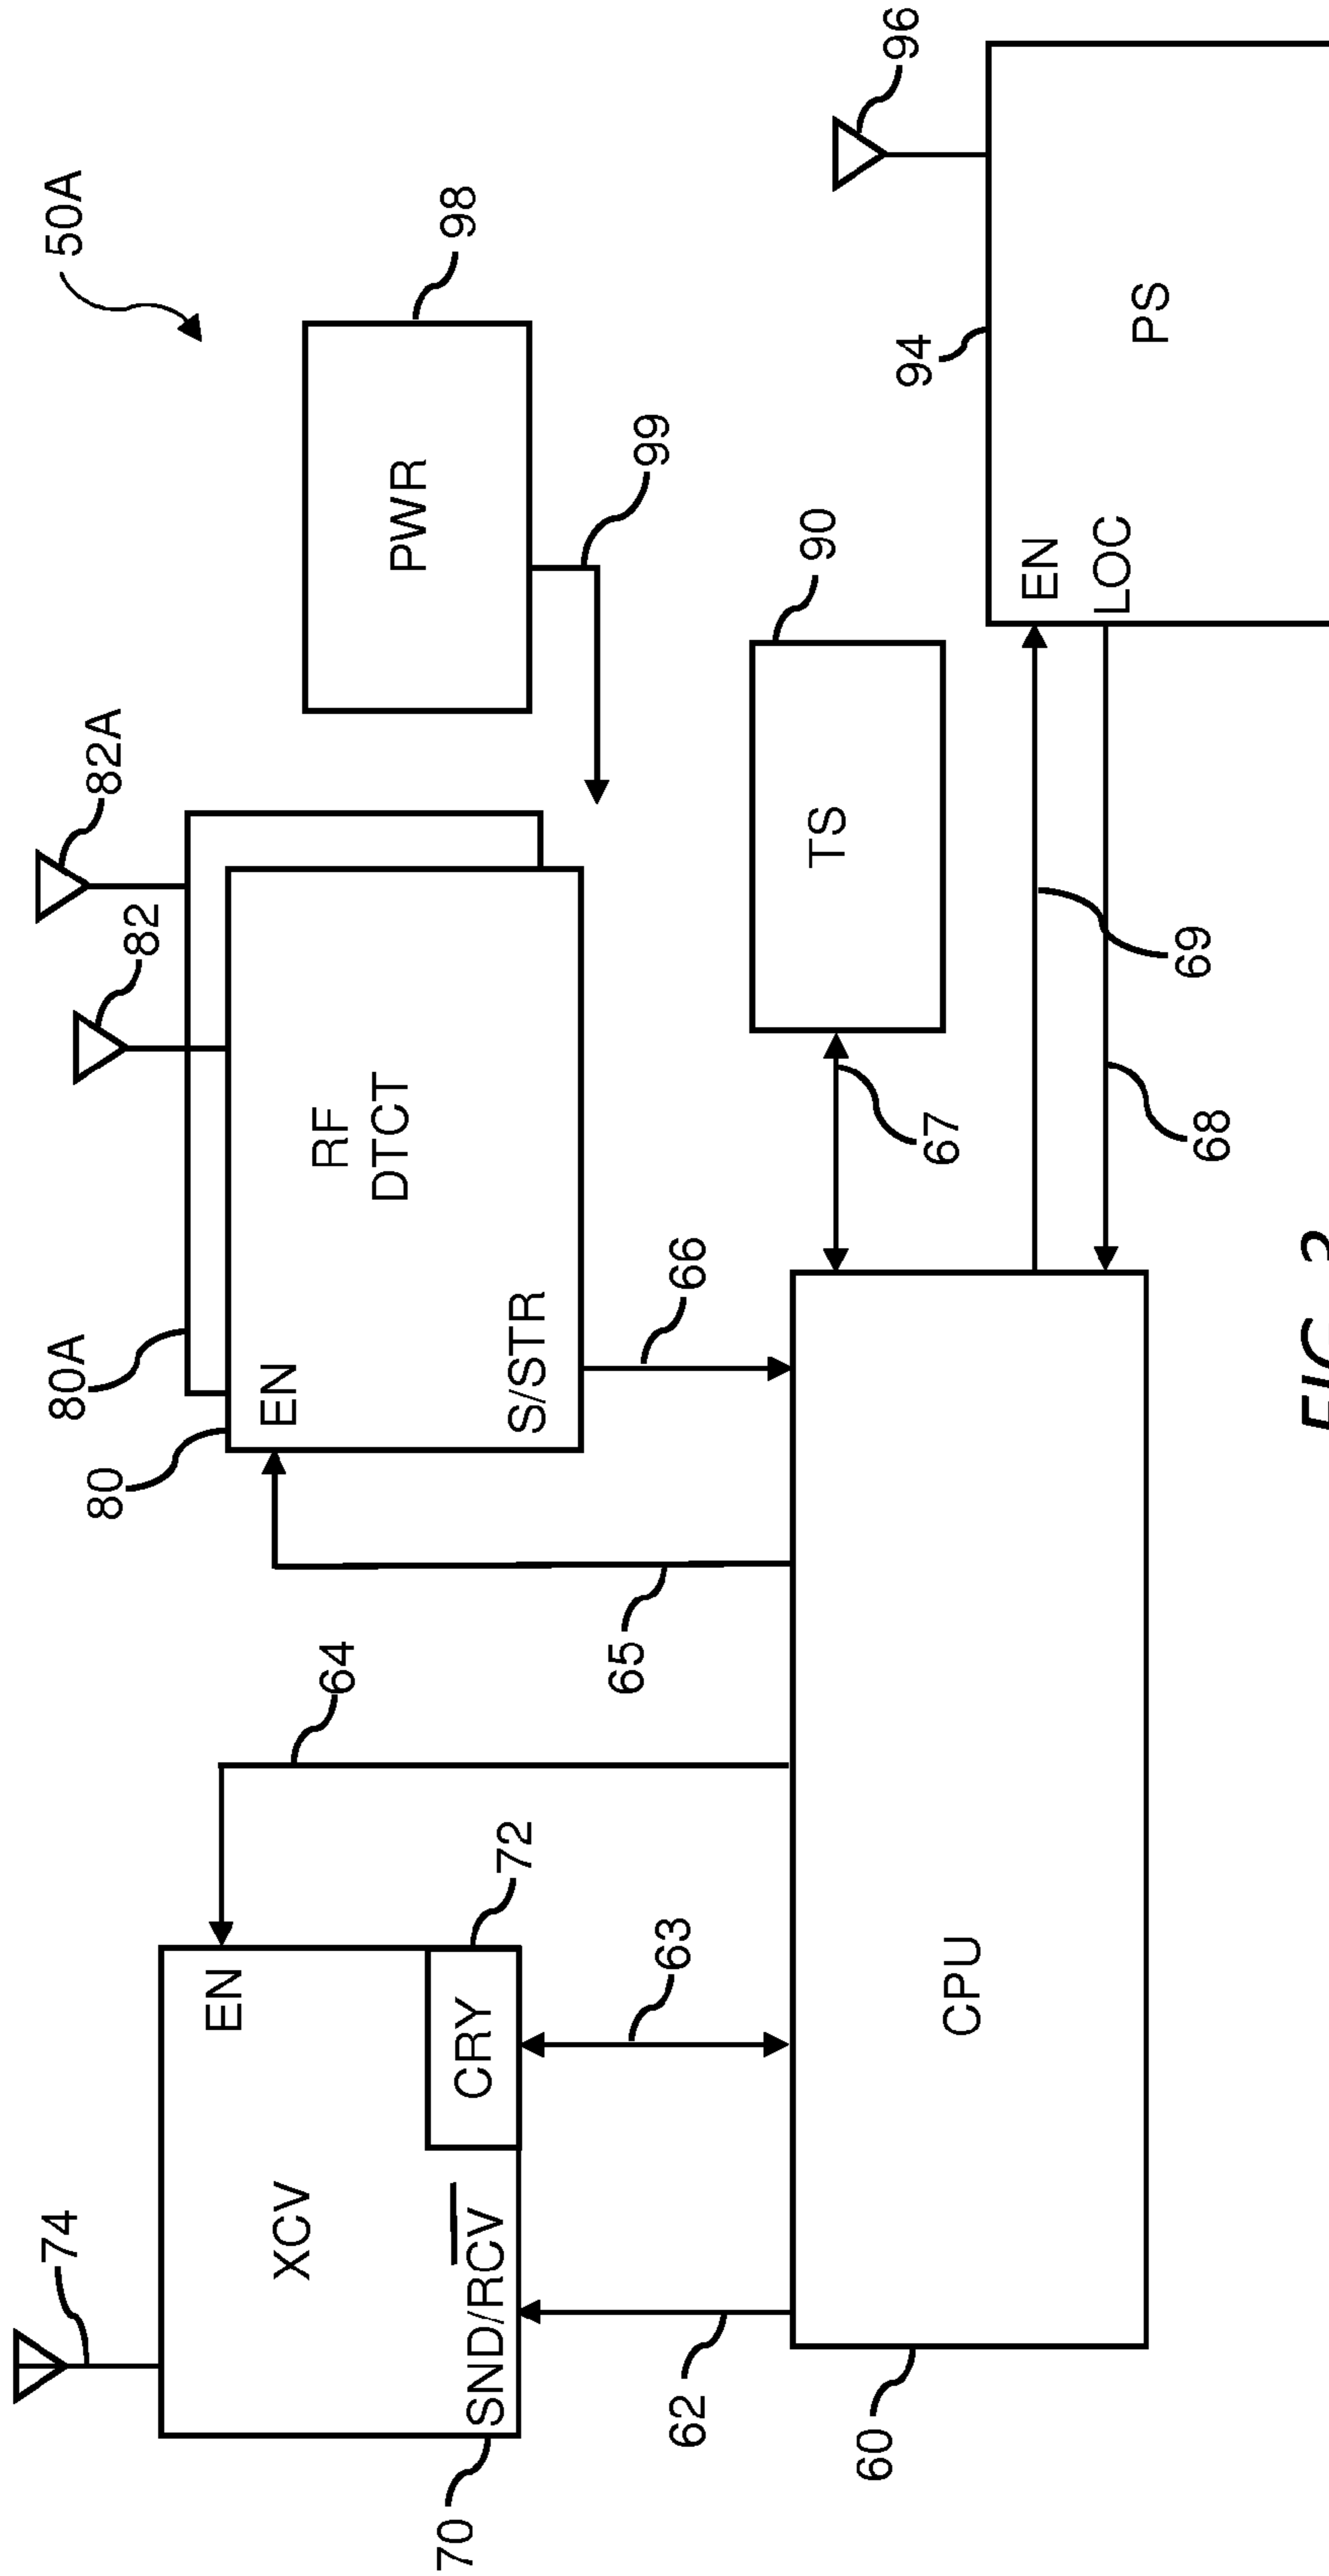 50A
74
XCV
EN
SND/RCV
CRY
70
72
64
62
63
80A
80
82
82A
EN
RF
DTCT
S/STR
65
66
PWR
98
99
TS
90
67
CPU
60
69
68
EN
LOC
PS
94
96